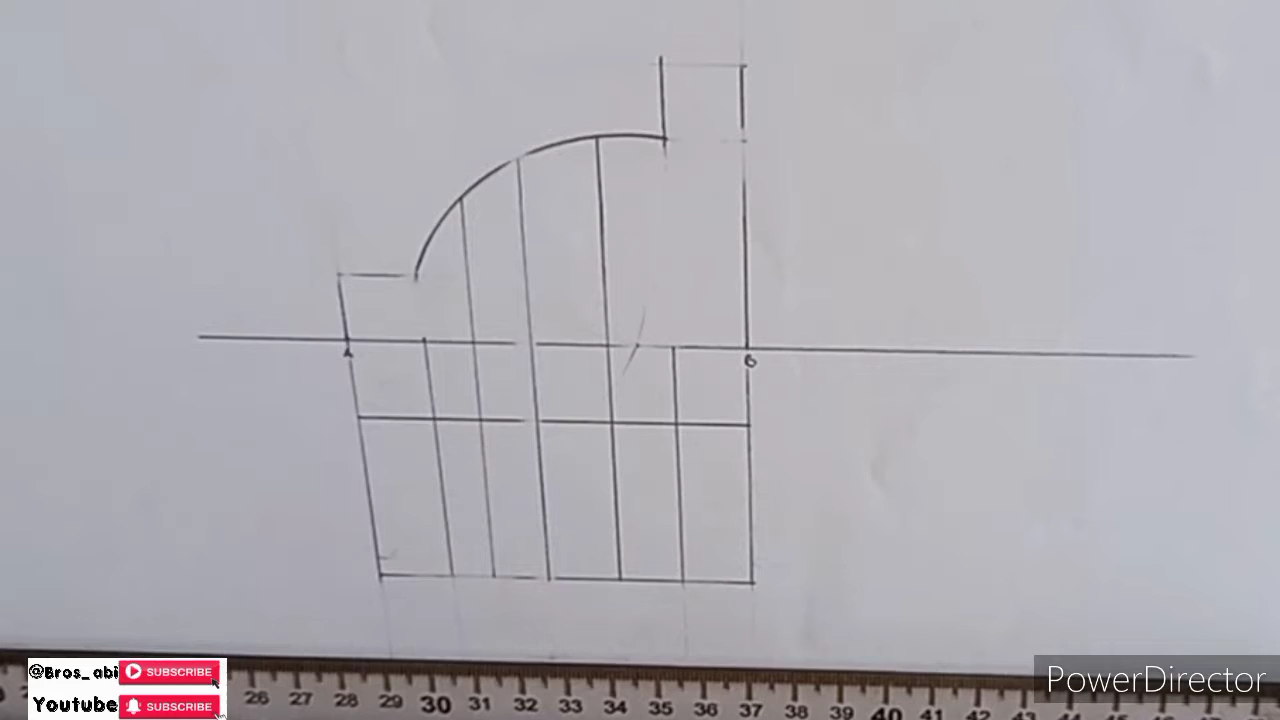 A
B
@Bros_abi SUBSCRIBE
Youtube SUBSCRIBE
PowerDirector
26 27 28 29 30 31 32 33 34 35 36 37 38 39 40 41 42 43